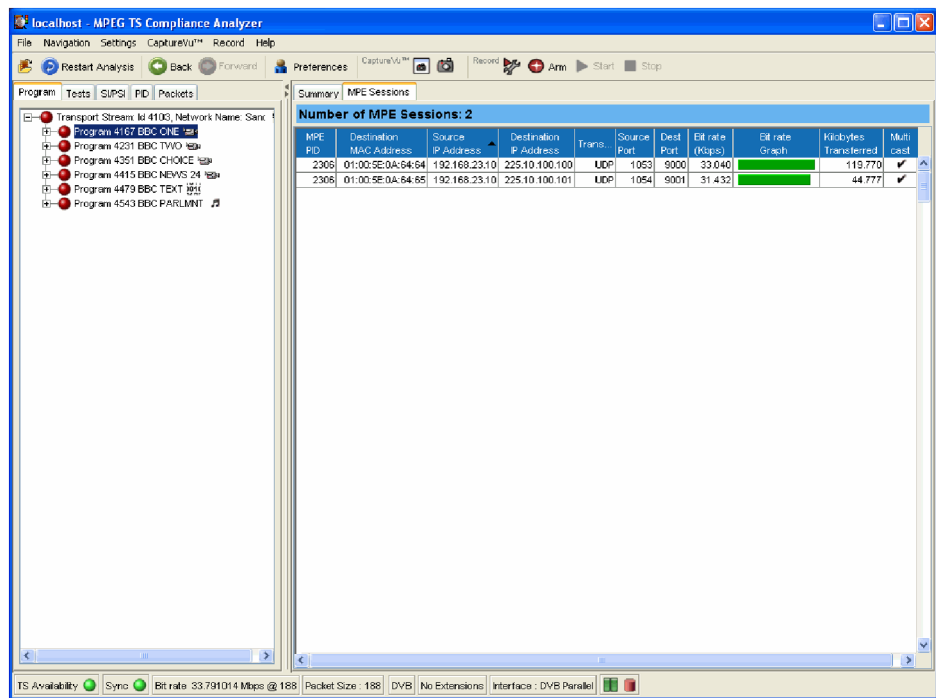 localhost - MPEG TS Compliance Analyzer
File Navigation Settings CaptureVu™ Record Help
Restart Analysis Back Forward Preferences CaptureVu™ Record Arm Start Stop
Program Tests SI/PSI PID Packets
Summary MPE Sessions
Transport Stream: Id 4103, Network Name:
Program 4167 BBC ONE
Program 4231 BBC TWO
Program 4351 BBC CHOICE
Program 4415 BBC NEWS 24
Program 4479 BBC TEXT
Program 4543 BBC PARLMNT
Number of MPE Sessions: 2
MPE PID Destination MAC Address Source IP Address Destination IP Address Trans... Source Port Dest Port Bit rate (Kbps) Bit rate Graph Kilobytes Transferred Multi cast
2306 01:00:5E:0A:64:64 192.168.23.10 225.10.100.100 UDP 1053 9000 33.040 119.770 ✔
2306 01:00:5E:0A:64:65 192.168.23.10 225.10.100.101 UDP 1054 9001 31.432 44.777 ✔
TS Availability Sync Bit rate 33.791014 Mbps @ 188 Packet Size : 188 DVB No Extensions Interface : DVB Parallel